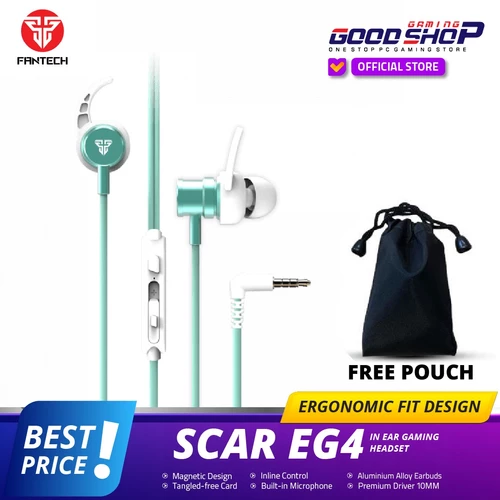 FANTECH
GAMING
GOODSHOP
ONE STOP PC GAMING STORE
OFFICIAL STORE
FREE POUCH
ERGONOMIC FIT DESIGN
BEST
PRICE!
SCAR EG4
IN EAR GAMING
HEADSET
Magnetic Design
Tangled-free Card
Inline Control
Built-in Microphone
Aluminium Alloy Earbuds
Premium Driver 10MM